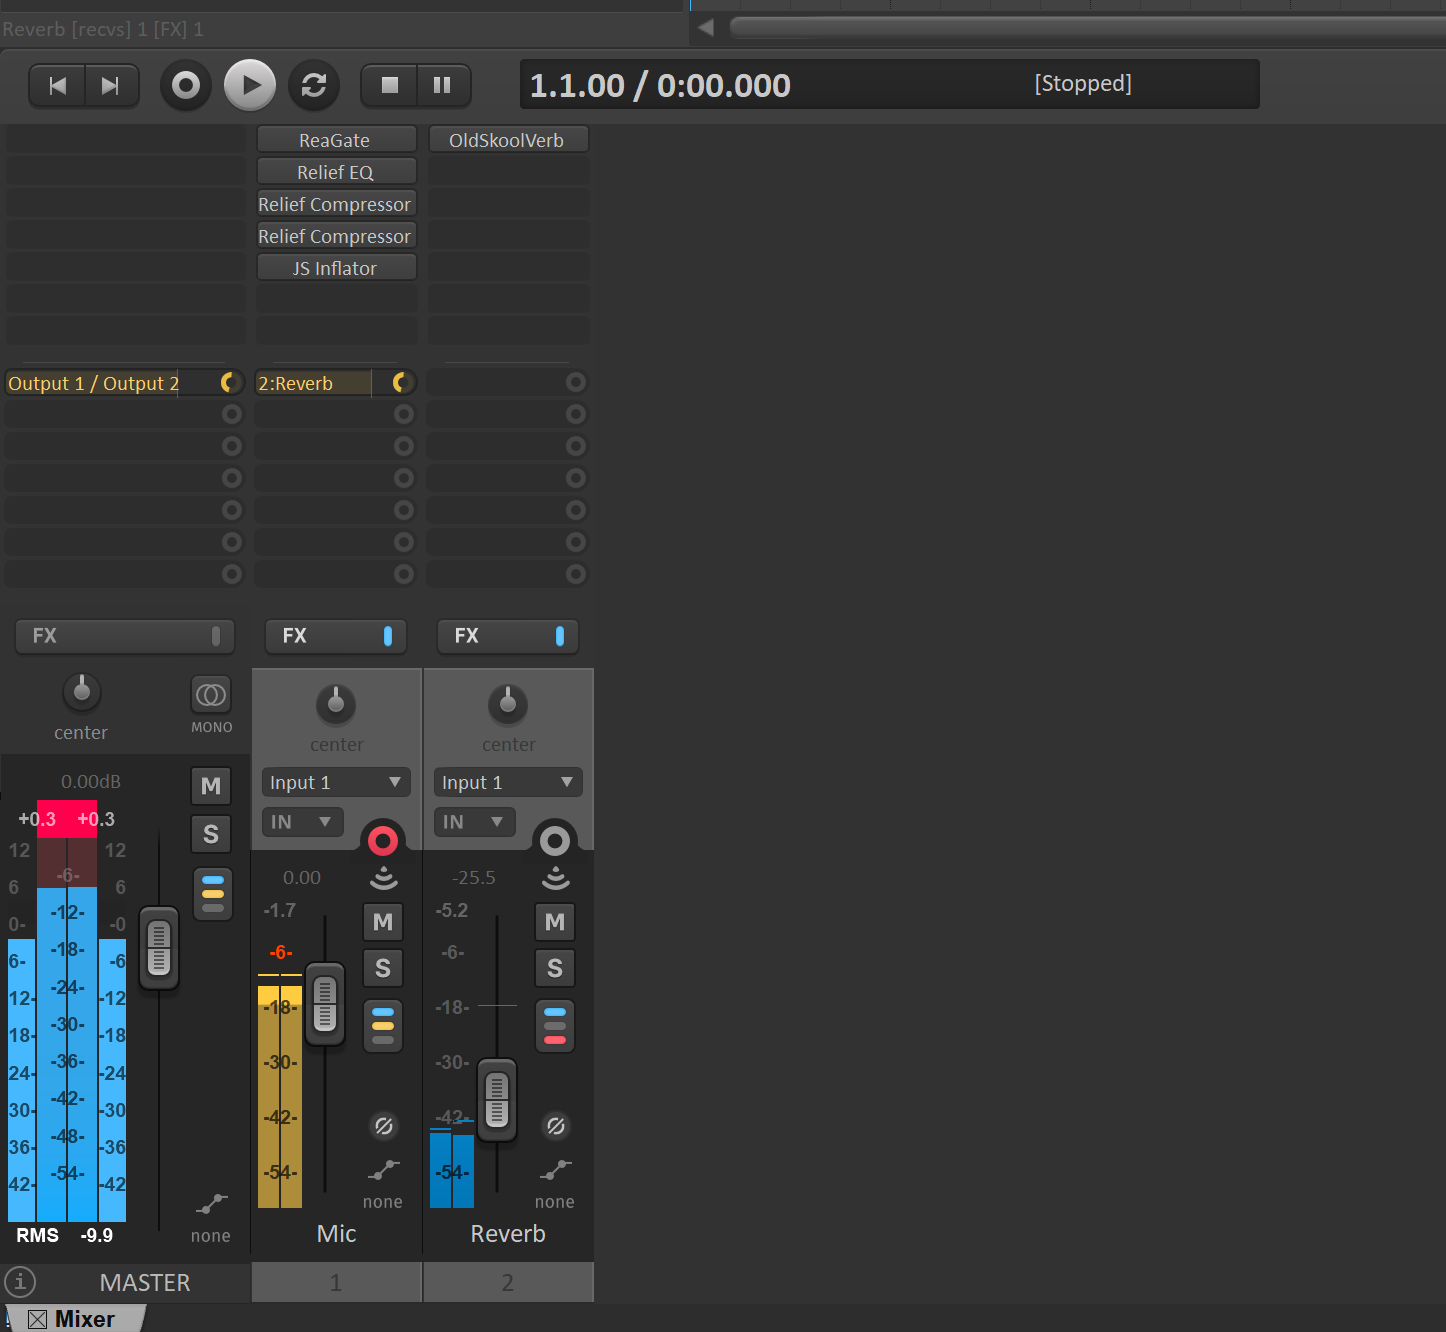 Reverb [recvs] 1 [FX] 1
1.1.00 / 0:00.000
[Stopped]
ReaGate
OldSkoolVerb
Relief EQ
Relief Compressor
Relief Compressor
JS Inflator
Output 1 / Output 2
2:Reverb
FX
FX
FX
center
MONO
center
center
Input 1
Input 1
IN
IN
0.00dB
M
+0.3 +0.3
S
12 12
6 -6- 6
0- -12- -0
-18-
6- -6
-24-
12- -12
-30-
18- -18
-36-
24- -24
-42-
30- -30
-48-
36- -36
-54-
42- -42
RMS -9.9
none
0.00
-1.7
M
-6-
S
-18-
-30-
-42-
-54-
none
Mic
-25.5
-5.2
M
-6-
S
-18-
-30-
-42-
-54-
none
Reverb
i
MASTER
1
2
Mixer